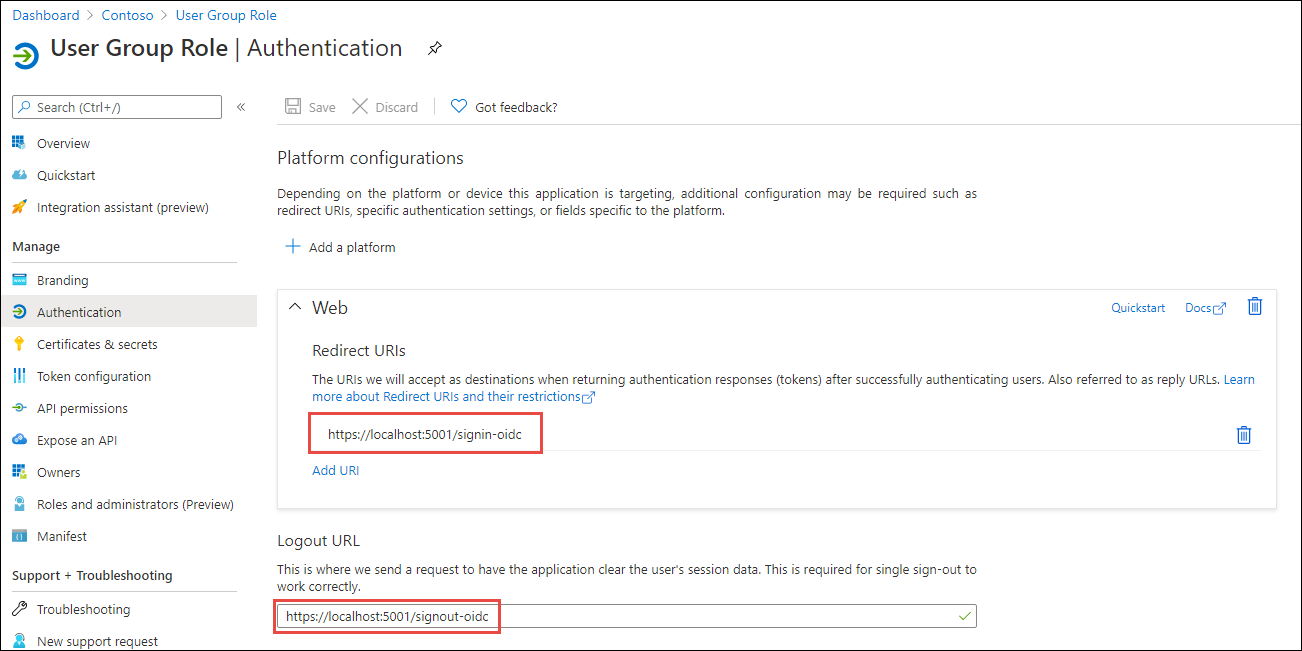 Dashboard > Contoso > User Group Role
User Group Role | Authentication
Search (Ctrl+/)
«
Overview
Quickstart
Integration assistant (preview)
Manage
Branding
Authentication
Certificates & secrets
Token configuration
API permissions
Expose an API
Owners
Roles and administrators (Preview)
Manifest
Support + Troubleshooting
Troubleshooting
New support request
Save Discard Got feedback?
Platform configurations
Depending on the platform or device this application is targeting, additional configuration may be required such as
redirect URIs, specific authentication settings, or fields specific to the platform.
+ Add a platform
Web
Quickstart Docs
Redirect URIs
The URIs we will accept as destinations when returning authentication responses (tokens) after successfully authenticating users. Also referred to as reply URLs. Learn
more about Redirect URIs and their restrictions
https://localhost:5001/signin-oidc
Add URI
Logout URL
This is where we send a request to have the application clear the user's session data. This is required for single sign-out to
work correctly.
https://localhost:5001/signout-oidc